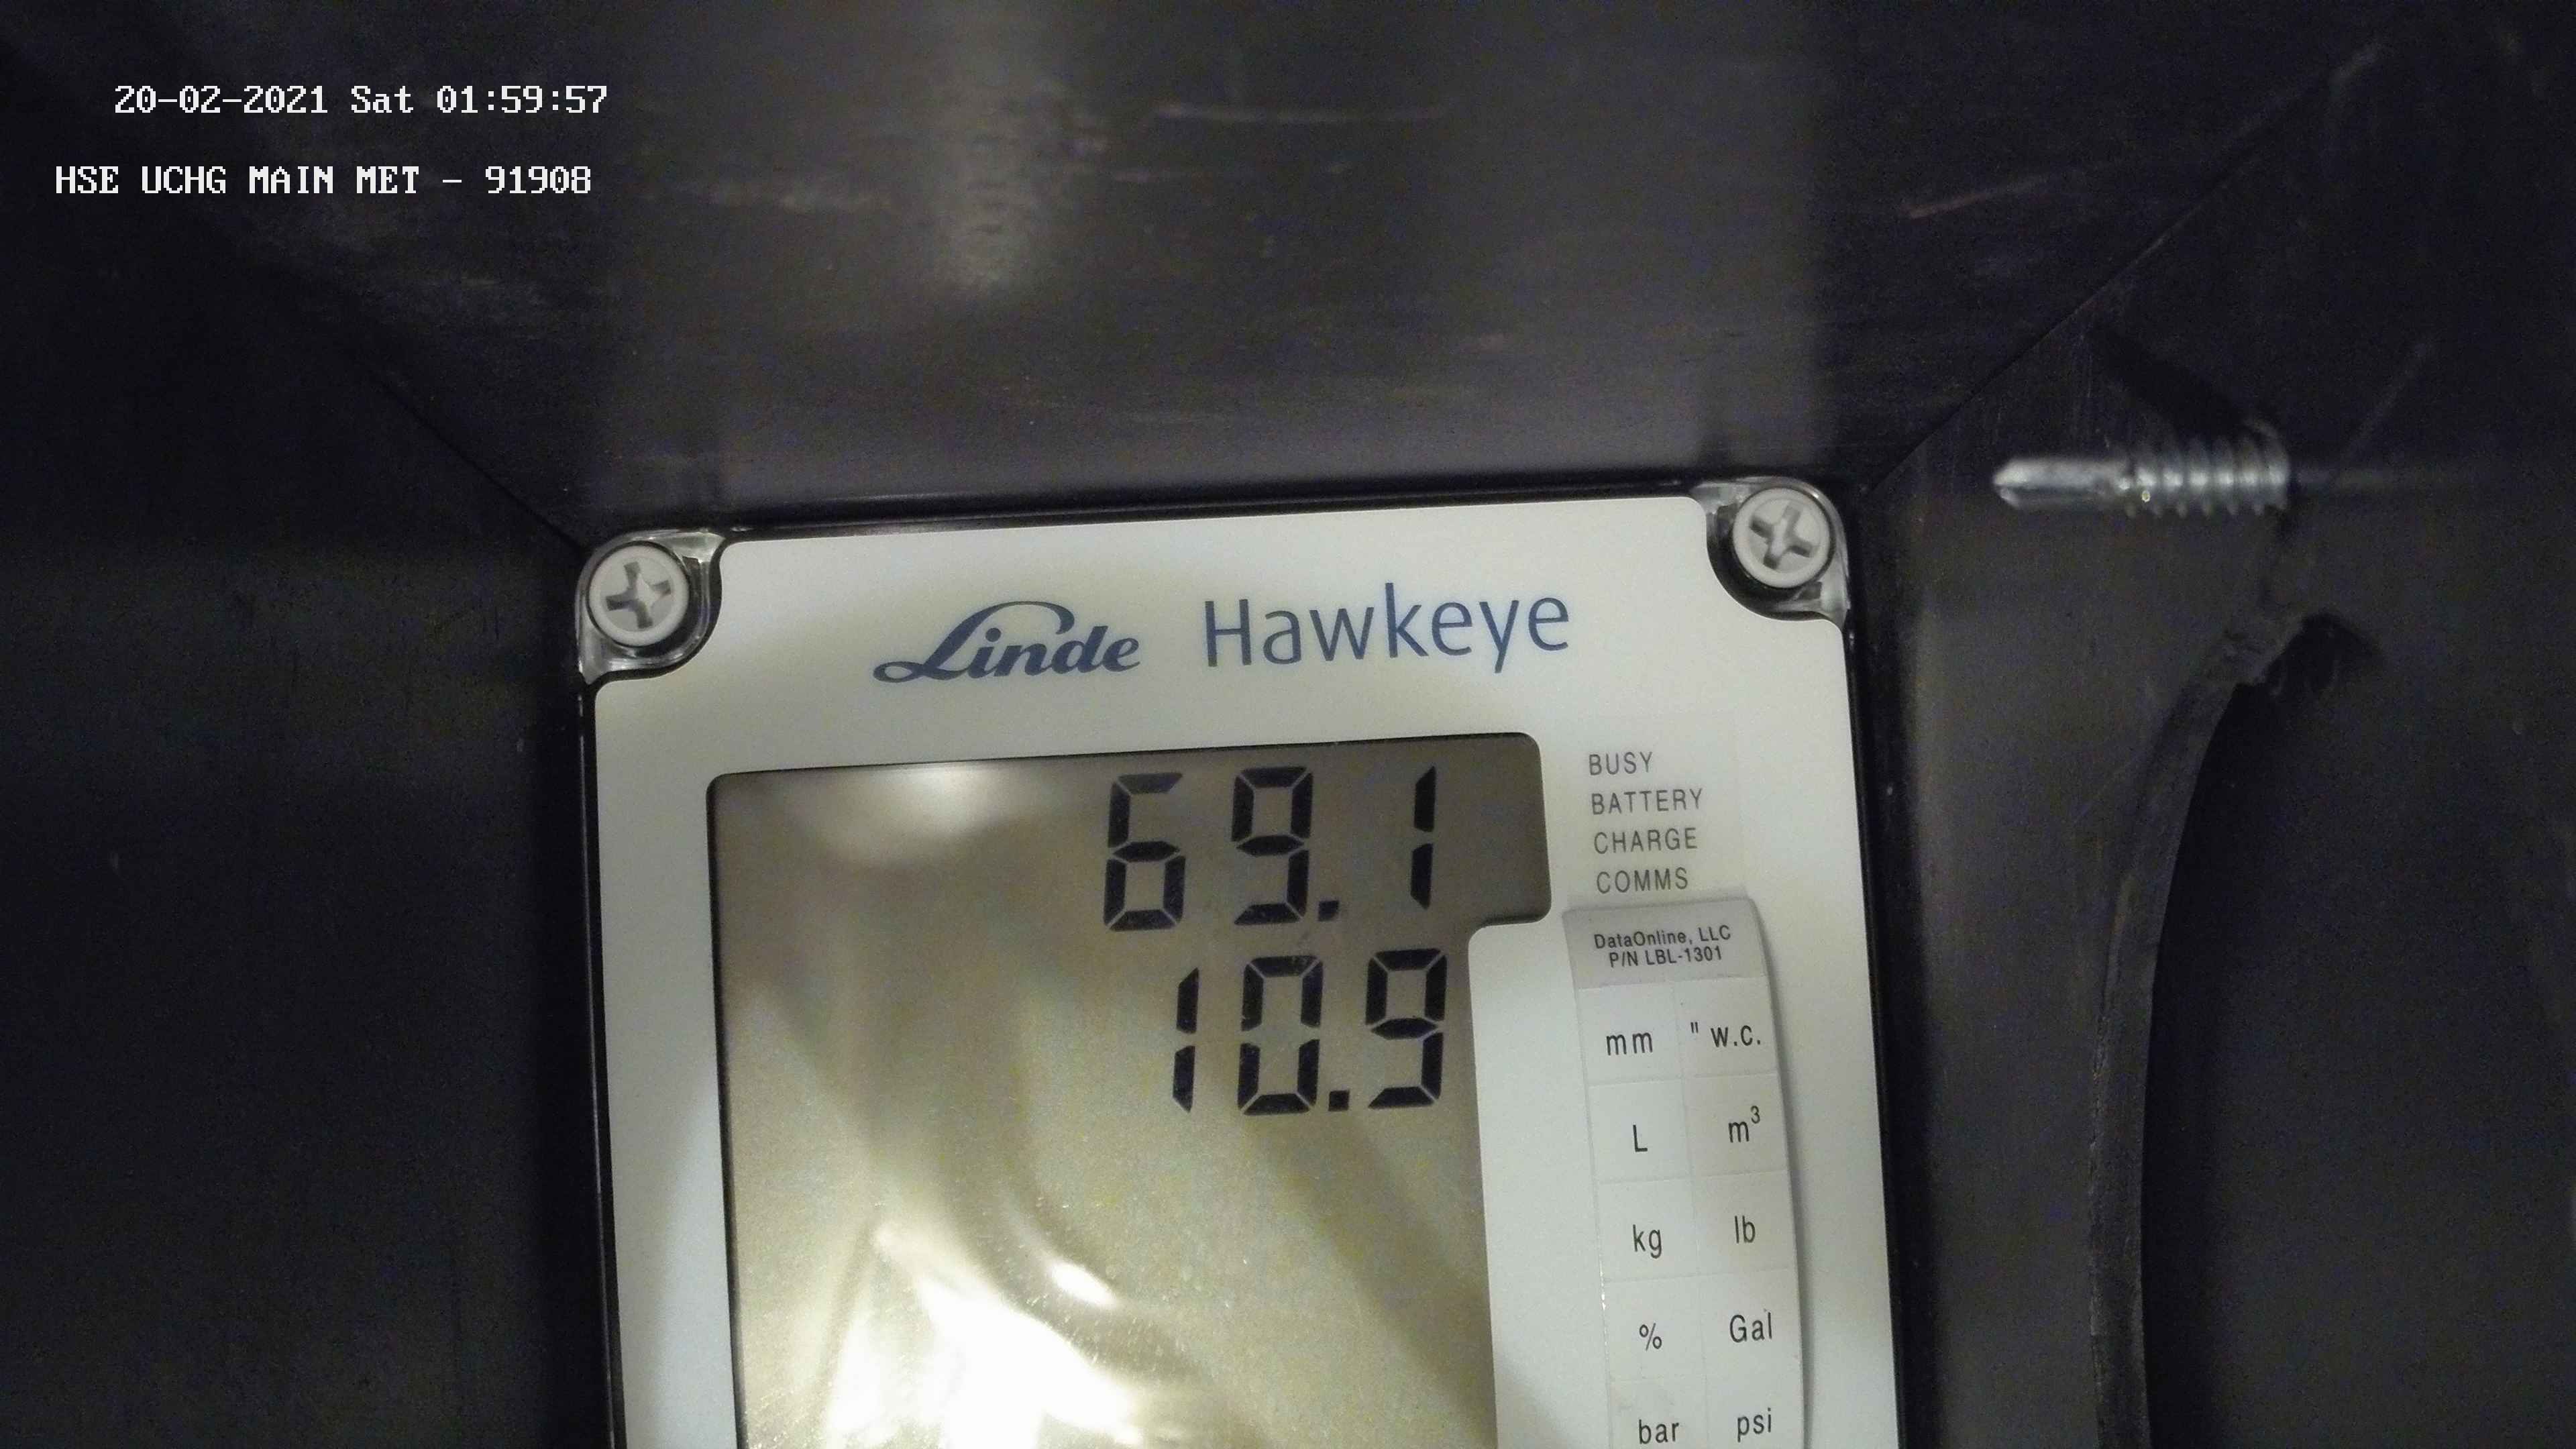 20-02-2021 Sat 01:59:57
HSE UCHG MAIN MET - 91908
Linde Hawkeye
69.1
10.9
BUSY
BATTERY
CHARGE
COMMS
DataOnline, LLC
P/N LBL-1301
mm " w.c.
L m³
kg lb
% Gal
bar psi